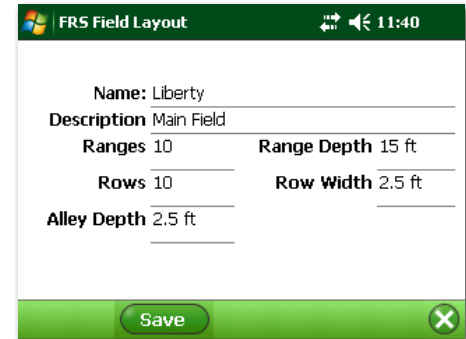 FRS Field Layout 11:40
Name: Liberty
Description Main Field
Ranges 10 Range Depth 15 ft
Rows 10 Row Width 2.5 ft
Alley Depth 2.5 ft
Save